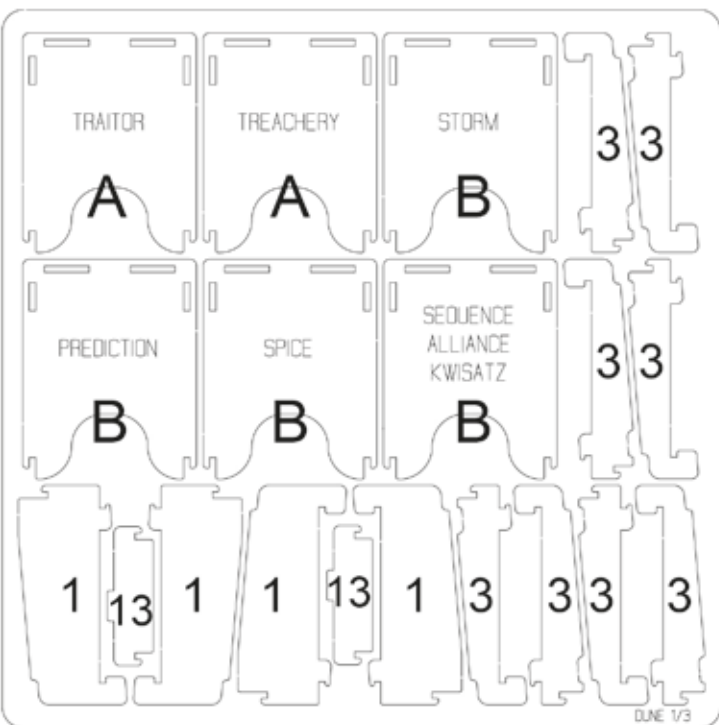 TRAITOR
A
TREACHERY
A
STORM
B
3
3
PREDICTION
B
SPICE
B
SEQUENCE
ALLIANCE
KWISATZ
B
3
3
1
13
1
1
13
1
3
3
3
3
DUNE 1/3